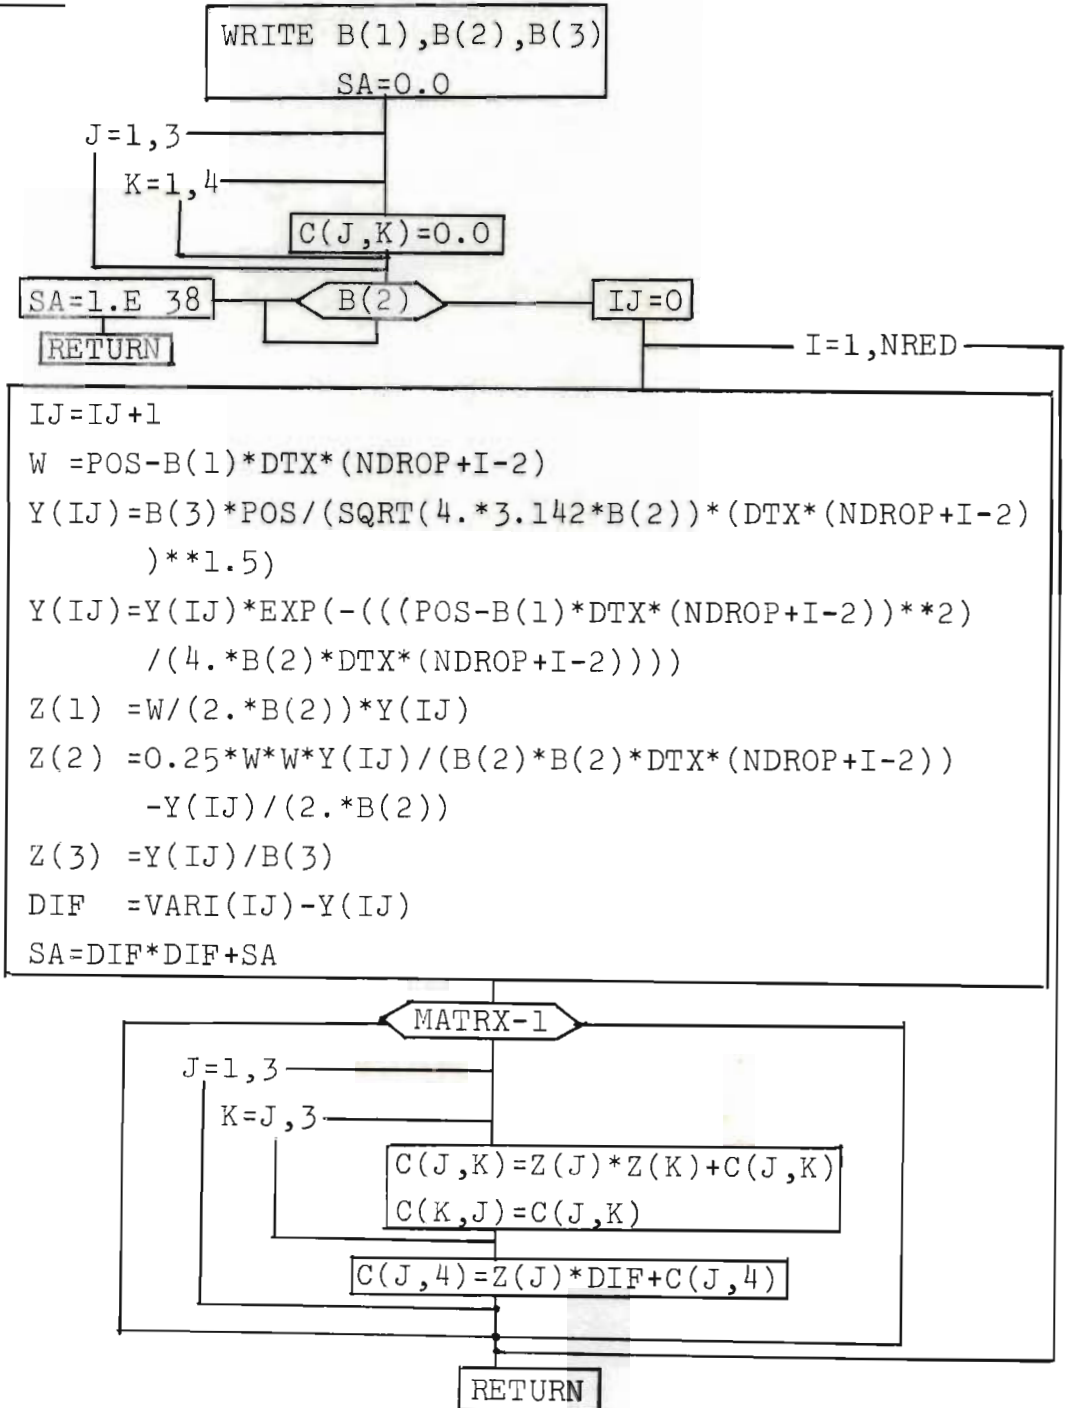 WRITE B(1),B(2),B(3)
SA=0.0
J=1,3
K=1,4
C(J,K)=0.0
SA=1.E 38
B(2)
IJ=0
RETURN
I=1,NRED
IJ=IJ+1
W =POS-B(1)*DTX*(NDROP+I-2)
Y(IJ)=B(3)*POS/(SQRT(4.*3.142*B(2))*(DTX*(NDROP+I-2)
)**1.5)
Y(IJ)=Y(IJ)*EXP(-(((POS-B(1)*DTX*(NDROP+I-2))**2)
/(4.*B(2)*DTX*(NDROP+I-2))))
Z(1) =W/(2.*B(2))*Y(IJ)
Z(2) =0.25*W*W*Y(IJ)/(B(2)*B(2)*DTX*(NDROP+I-2))
-Y(IJ)/(2.*B(2))
Z(3) =Y(IJ)/B(3)
DIF =VARI(IJ)-Y(IJ)
SA=DIF*DIF+SA
MATRX-1
J=1,3
K=J,3
C(J,K)=Z(J)*Z(K)+C(J,K)
C(K,J)=C(J,K)
C(J,4)=Z(J)*DIF+C(J,4)
RETURN